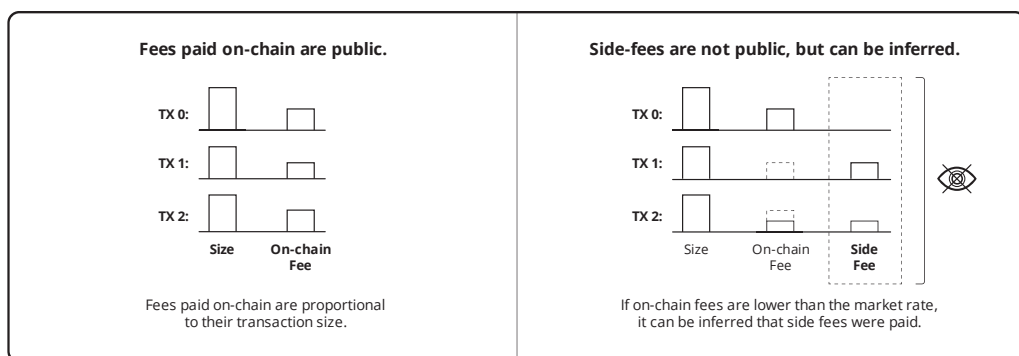 Fees paid on-chain are public.
TX 0:
TX 1:
TX 2:
Size
On-chain
Fee
Fees paid on-chain are proportional
to their transaction size.
Side-fees are not public, but can be inferred.
TX 0:
TX 1:
TX 2:
Size
On-chain
Fee
Side
Fee
If on-chain fees are lower than the market rate,
it can be inferred that side fees were paid.